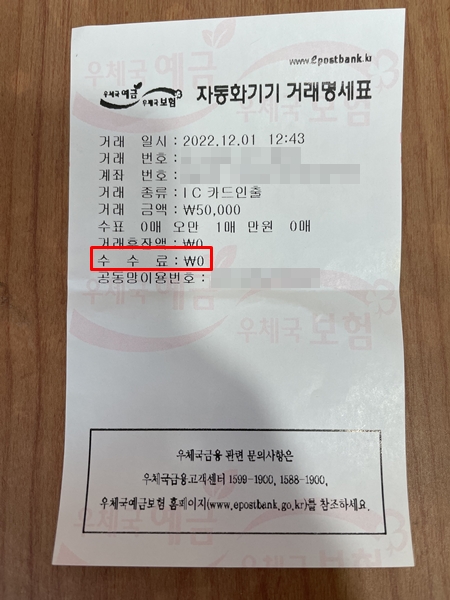 www.epostbank.kr
우체국예금 우체국보험 자동화기기 거래명세표
거래 일시 : 2022.12.01 12:43
거래 번호 :
계좌 번호 :
거래 종류 : IC 카드인출
거래 금액 : ₩50,000
수표 0매 오만 1매 만원 0매
거래후잔액 : ₩0
수 수 료 : ₩0
공동망이용번호 :
우체국금융 관련 문의사항은
우체국금융고객센터 1599-1900, 1588-1900,
우체국예금보험 홈페이지(www.epostbank.go.kr)를 참조하세요.